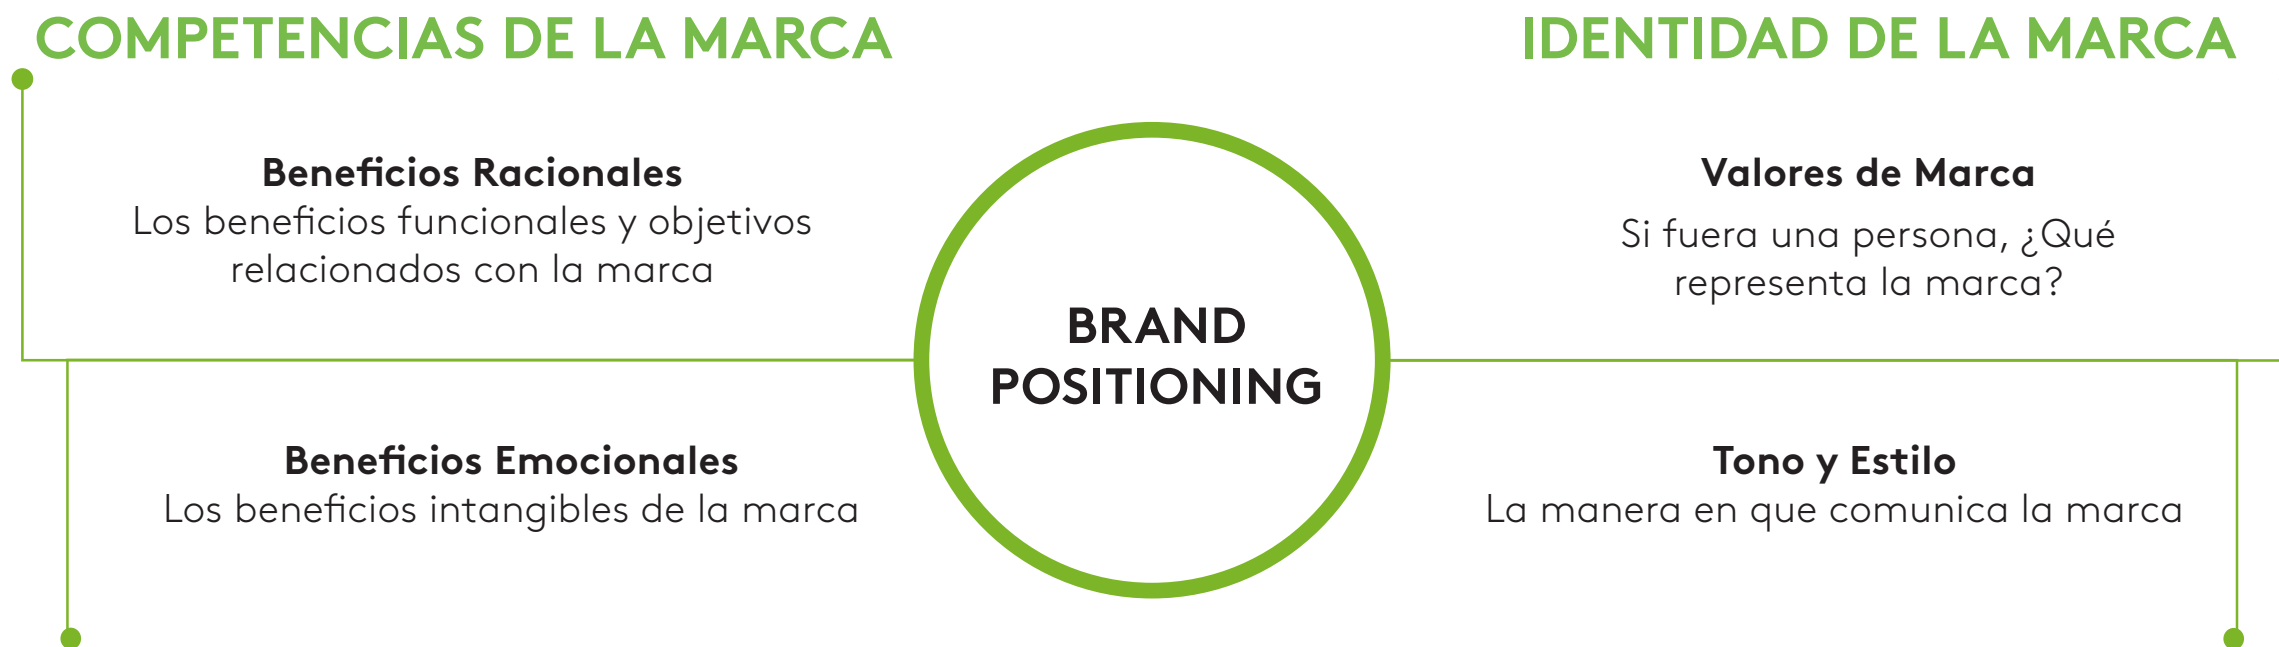 COMPETENCIAS DE LA MARCA
IDENTIDAD DE LA MARCA
Beneficios Racionales
Los beneficios funcionales y objetivos
relacionados con la marca
Beneficios Emocionales
Los beneficios intangibles de la marca
BRAND
POSITIONING
Valores de Marca
Si fuera una persona, ¿Qué
representa la marca?
Tono y Estilo
La manera en que comunica la marca